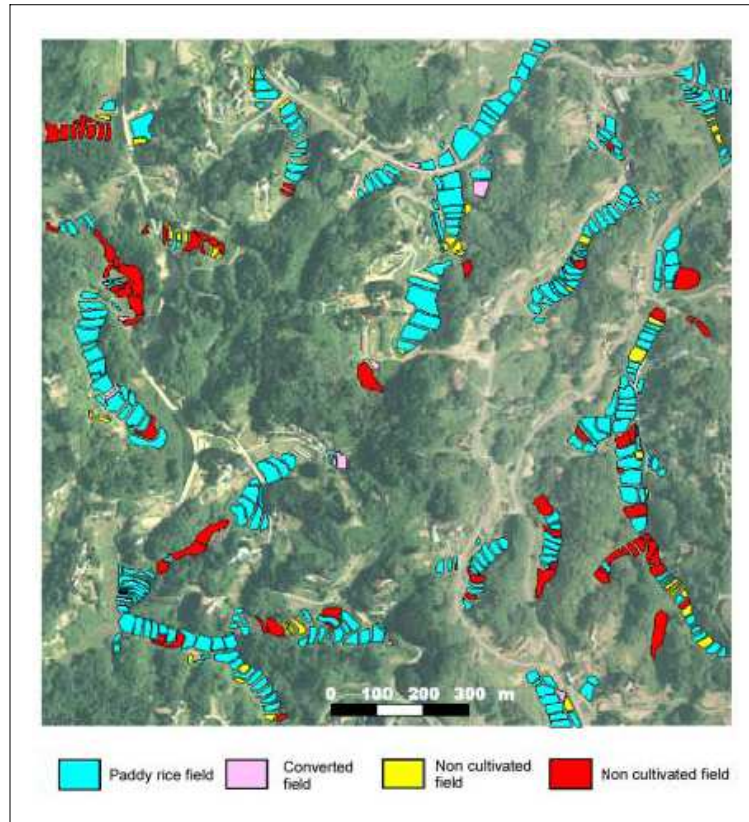 0 100 200 300 m
Paddy rice field
Converted
field
Non cultivated
field
Non cultivated field